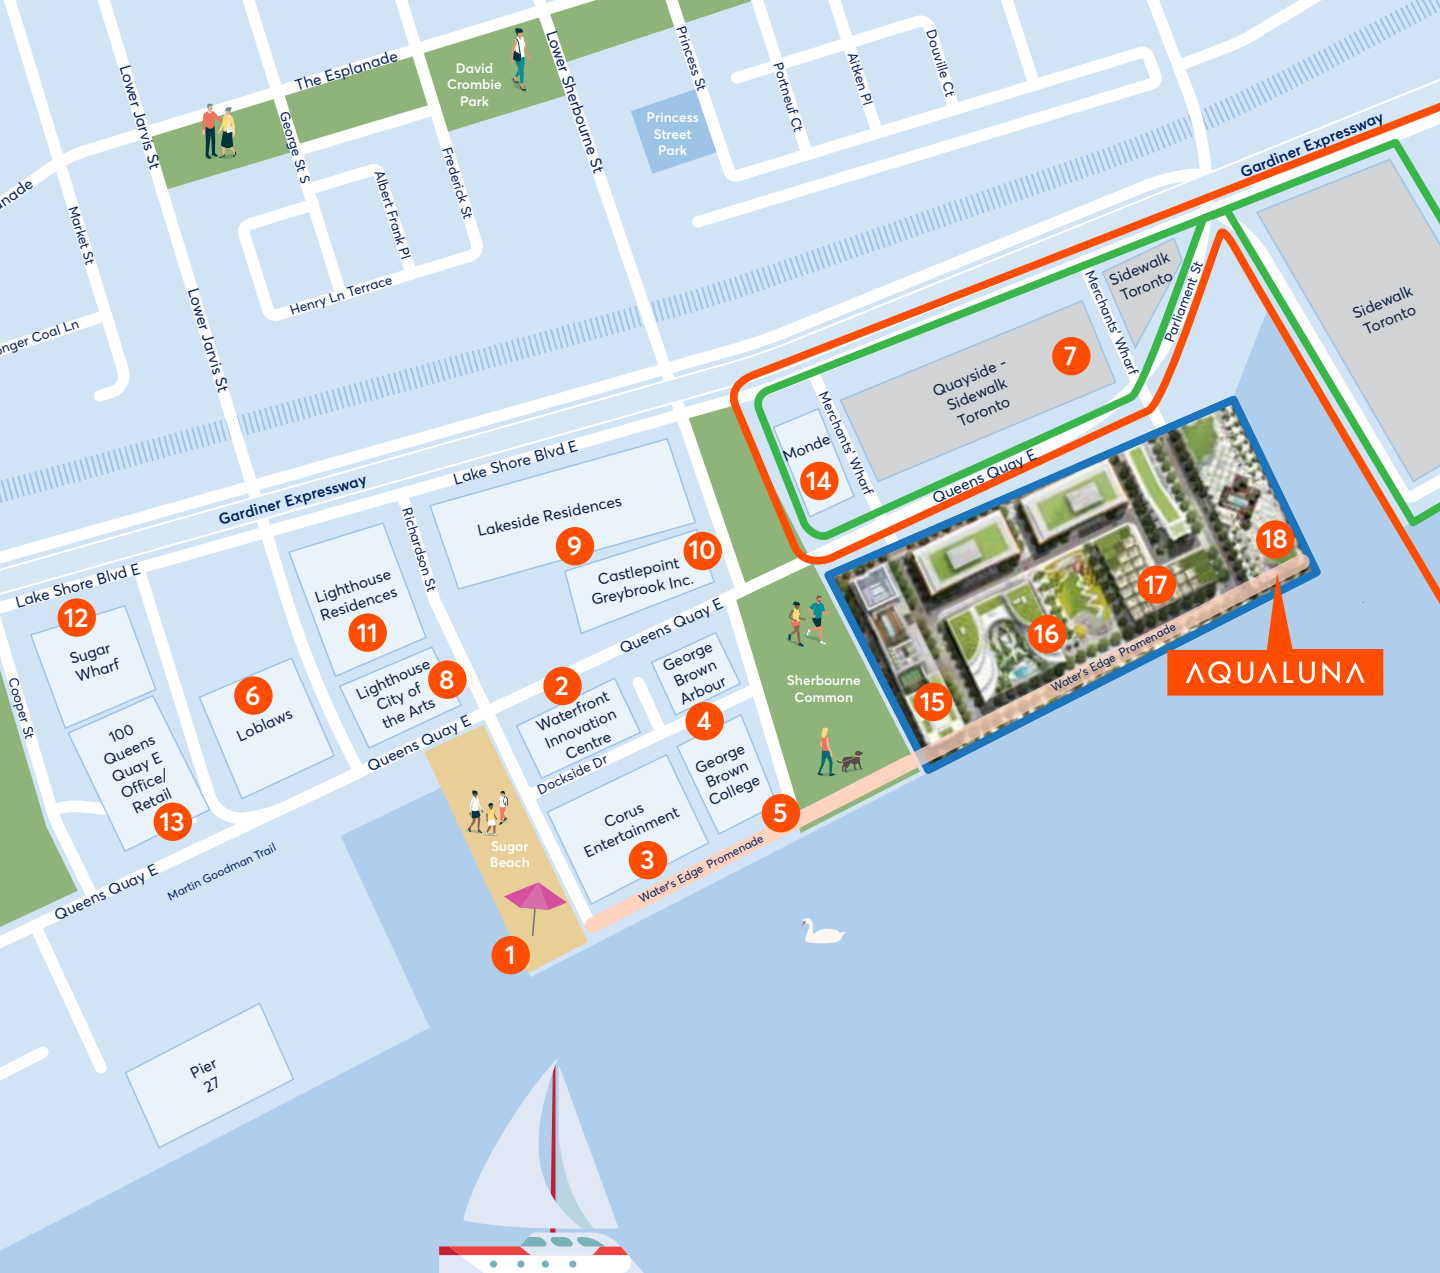 The Esplanade
David
Crombie
Park
Lower Jarvis St
George St S
Lower Sherbourne St
Princess St
Portneuf Ct
Aitken Pl
Douville Ct
Princess
Street
Park
Gardiner Expressway
anade
Market St
Albert Frank Pl
Frederick St
Henry Ln Terrace
onger Coal Ln
Lower Jarvis St
Sidewalk
Toronto
Parliament St
Merchants' Wharf
Sidewalk
Toronto
7
Quayside -
Sidewalk
Toronto
Merchants' Wharf
Monde
14
Queens Quay E
Lake Shore Blvd E
Gardiner Expressway
Richardson St
Lakeside Residences
9
10
Castlepoint
Greybrook Inc.
Lake Shore Blvd E
12
Sugar
Wharf
Cooper St
Lighthouse
Residences
11
Lighthouse
City of
the Arts
8
6
Loblaws
100
Queens
Quay E
Office/
Retail
13
Queens Quay E
Queens Quay E
2
Waterfront
Innovation
Centre
George
Brown
Arbour
4
Dockside Dr
George
Brown
College
5
Corus
Entertainment
3
Water's Edge Promenade
Sherbourne
Common
15
16
17
18
Water's Edge Promenade
AQUALUNA
Sugar
Beach
1
Queens Quay E
Martin Goodman Trail
Pier
27